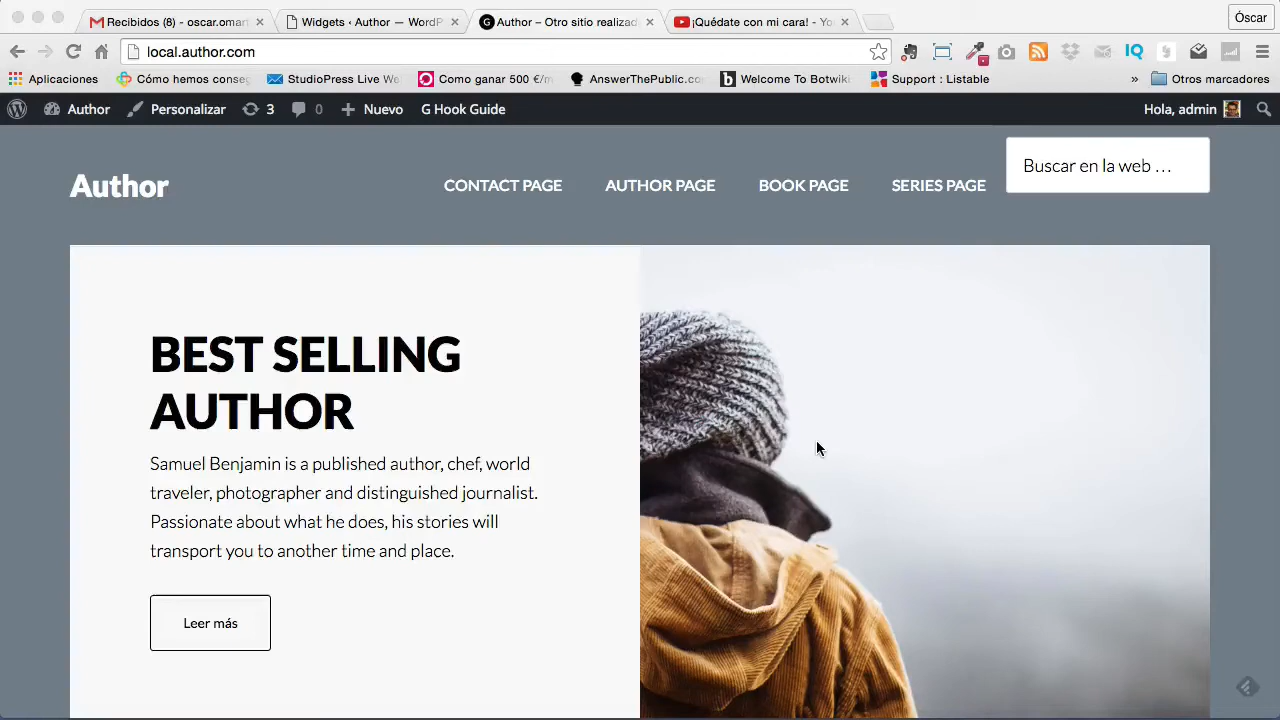 Recibidos (8) - oscar.omar
Widgets ‹ Author — WordP
Author – Otro sitio realizad
¡Quédate con mi cara! - Yo
Óscar
local.author.com
IQ
Aplicaciones
Cómo hemos conseg
StudioPress Live We
Como ganar 500 €/m
AnswerThePublic.co
Welcome To Botwiki
Support : Listable
»
Otros marcadores
Author
Personalizar
3
0
Nuevo
G Hook Guide
Hola, admin
Author
CONTACT PAGE
AUTHOR PAGE
BOOK PAGE
SERIES PAGE
Buscar en la web …
BEST SELLING
AUTHOR
Samuel Benjamin is a published author, chef, world
traveler, photographer and distinguished journalist.
Passionate about what he does, his stories will
transport you to another time and place.
Leer más